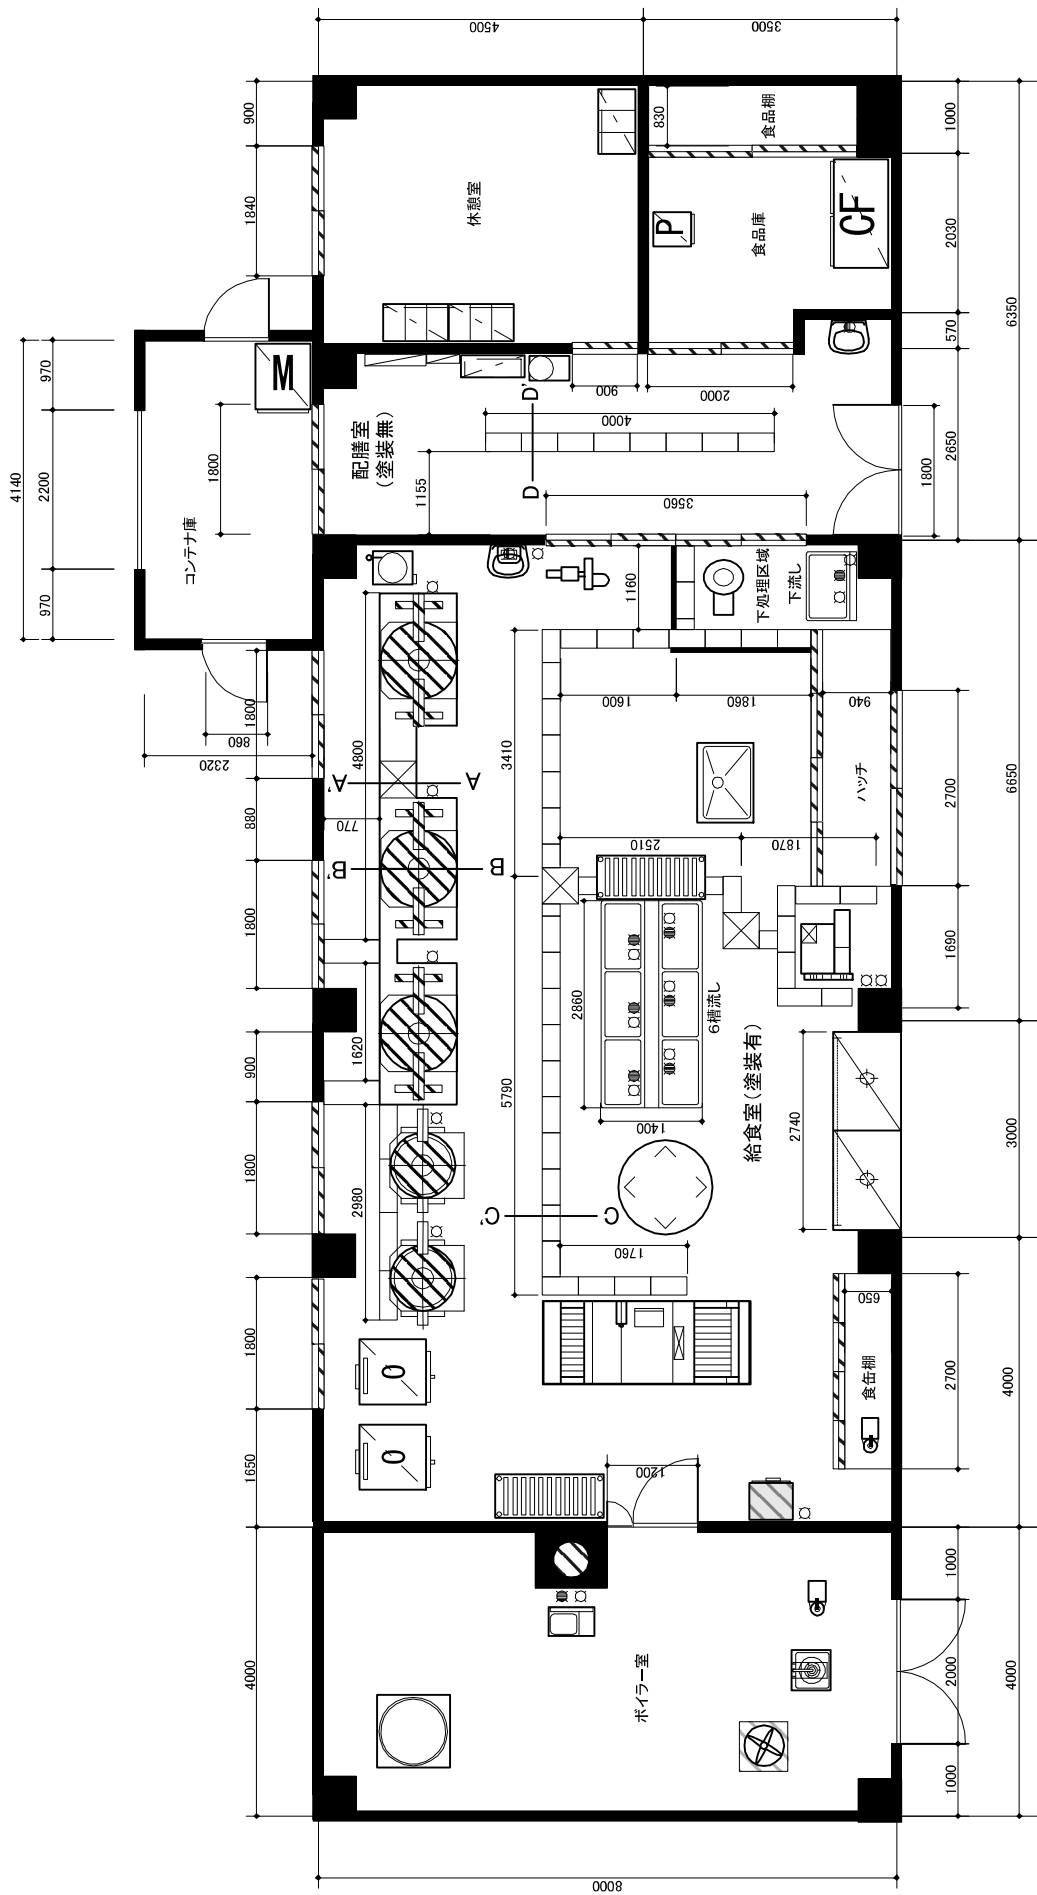 4500
3500
900
1840
830
食品棚
1000
休憩室
P
食品庫
CF
2030
570
6350
4140
970
2200
970
M
1800
コンテナ庫
配膳室
(塗装無)
1155
D'
D
900
2000
4000
3560
2650
1800
1160
下処理区域
下流し
1800
860
2320
880
1800
4800
770
A'
A
B'
B
3410
1600
1860
940
2510
1870
ハッチ
2700
6650
1690
2860
6槽流し
1400
給食室(塗装有)
900
1620
1800
2980
5790
2740
3000
C'
C
1760
1800
1650
O
O
650
食缶棚
2700
4000
1200
4000
ボイラー室
1000
2000
1000
4000
8000